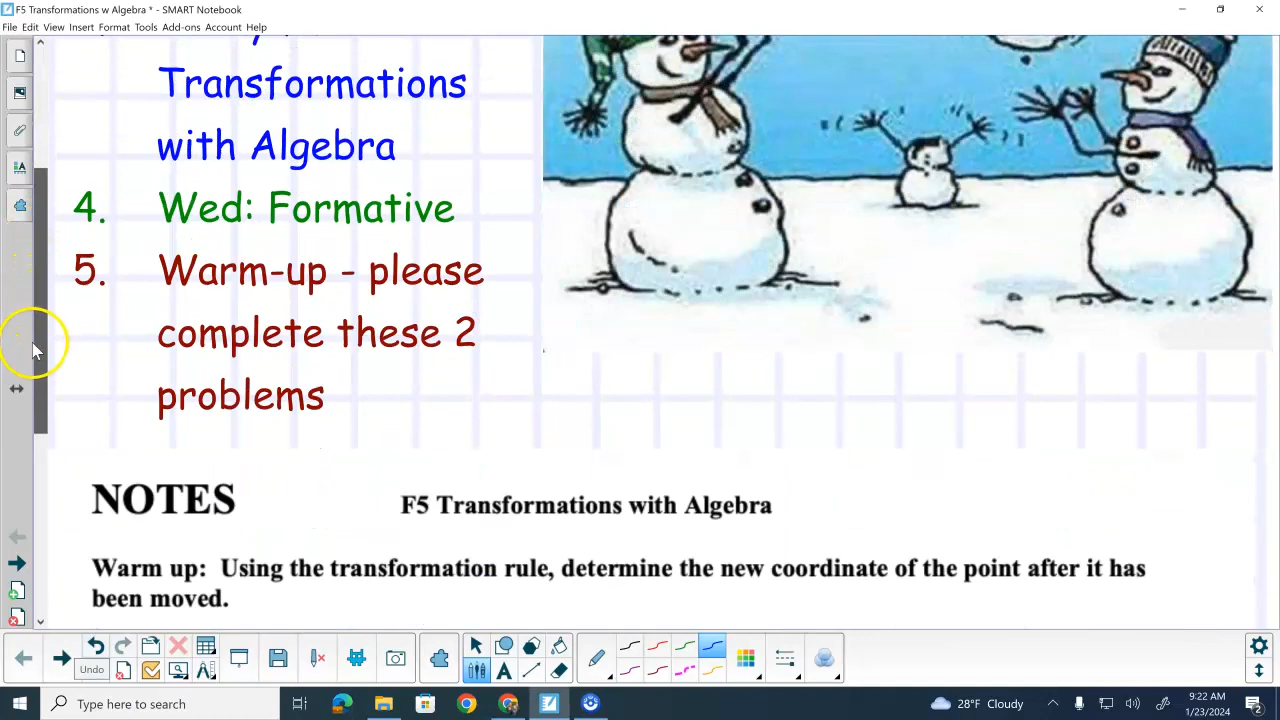 F5 Transformations w Algebra * - SMART Notebook
File Edit View Insert Format Tools Add-ons Account Help
Transformations
with Algebra
4. Wed: Formative
5. Warm-up - please
complete these 2
problems
NOTES F5 Transformations with Algebra
Warm up: Using the transformation rule, determine the new coordinate of the point after it has
been moved.
Undo
Type here to search
28°F Cloudy
9:22 AM
1/23/2024
2